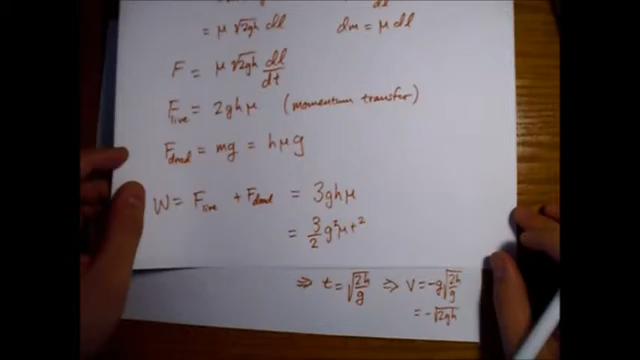 = μ √2gh dl    dm = μ dl
F = μ √2gh dl/dt
F_live = 2ghμ (momentum transfer)
F_dead = mg = hμg
W = F_live + F_dead = 3ghμ
= 3/2 g²μt²
⇒ t = √(2h/g) ⇒ V = -g√(2h/g)
= -√2gh